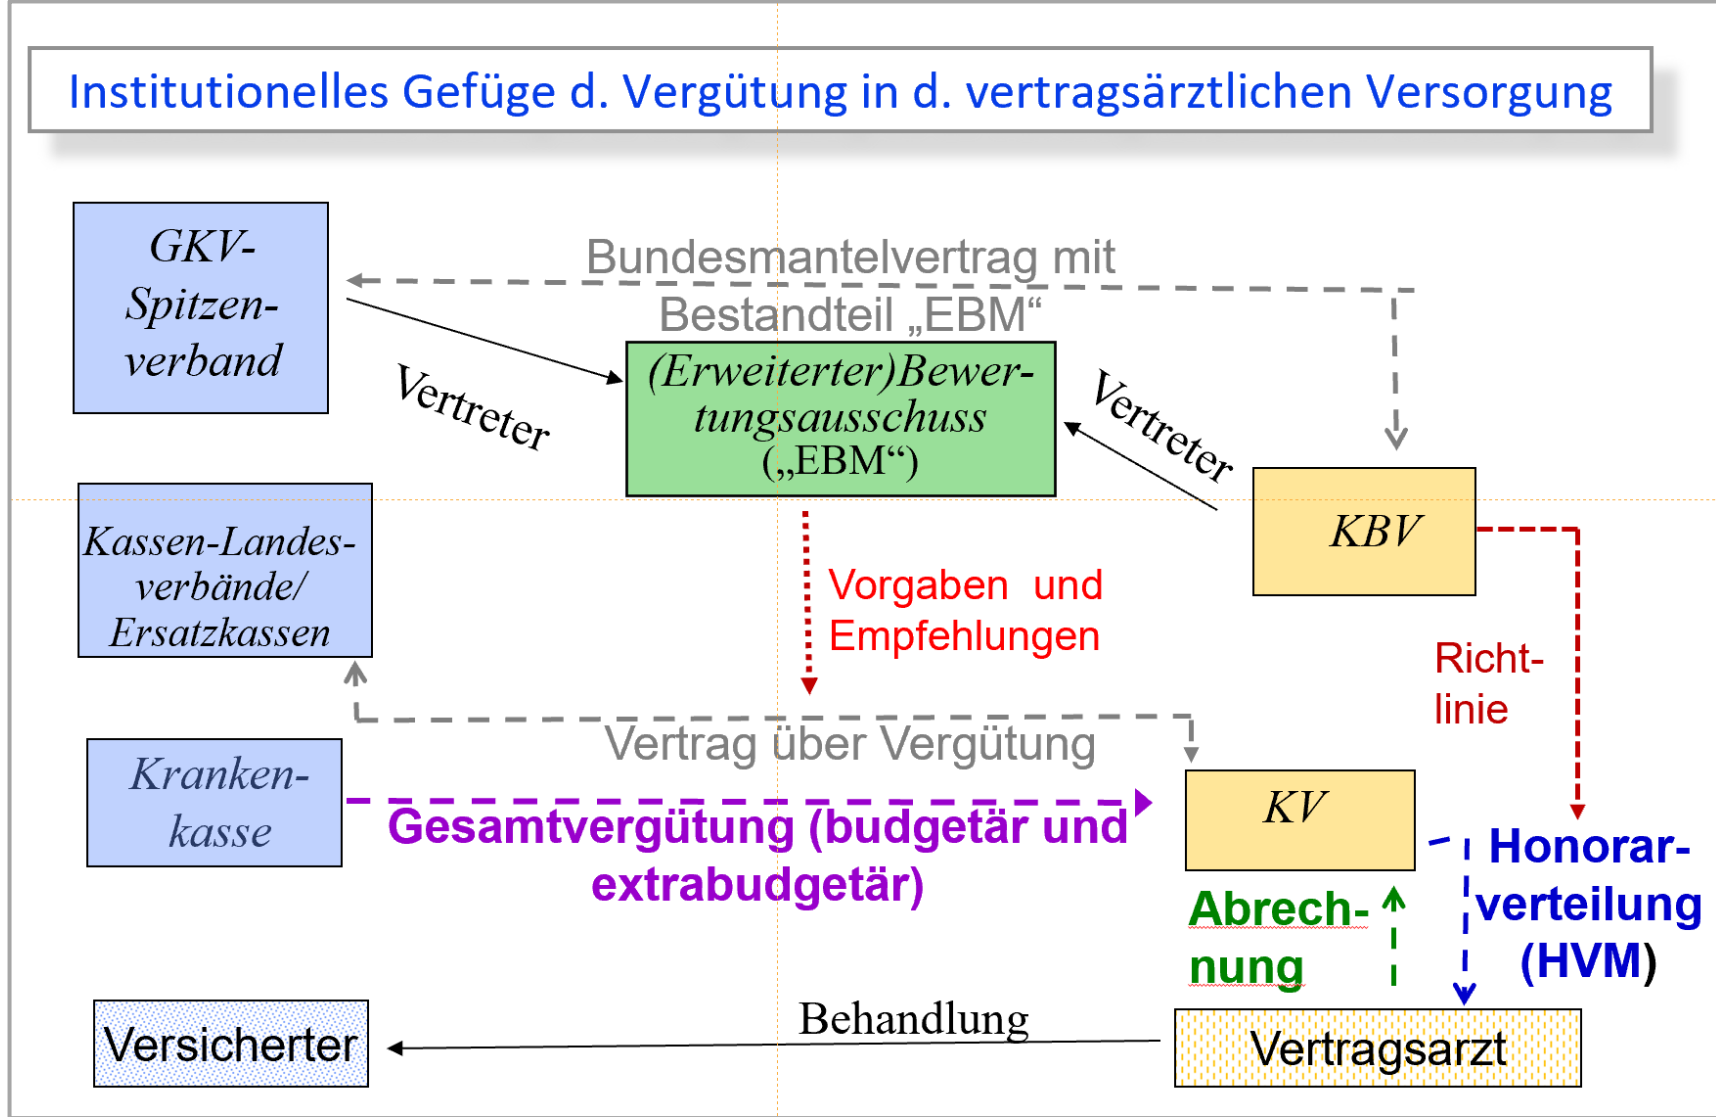 Institutionelles Gefüge d. Vergütung in d. vertragsärztlichen Versorgung
GKV-
Spitzen-
verband
Bundesmantelvertrag mit
Bestandteil „EBM“
Vertreter
(Erweiterter)Bewer-
tungsausschuss
(„EBM“)
Vertreter
KBV
Kassen-Landes-
verbände/
Ersatzkassen
Vorgaben und
Empfehlungen
Richt-
linie
Vertrag über Vergütung
Kranken-
kasse
Gesamtvergütung (budgetär und
extrabudgetär)
KV
Honorar-
verteilung
(HVM)
Abrech-
nung
Versicherter
Behandlung
Vertragsarzt